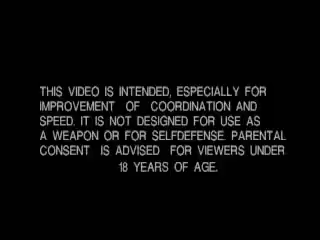 THIS VIDEO IS INTENDED, ESPECIALLY FOR
IMPROVEMENT OF COORDINATION AND
SPEED. IT IS NOT DESIGNED FOR USE AS
A WEAPON OR FOR SELFDEFENSE. PARENTAL
CONSENT IS ADVISED FOR VIEWERS UNDER
18 YEARS OF AGE.